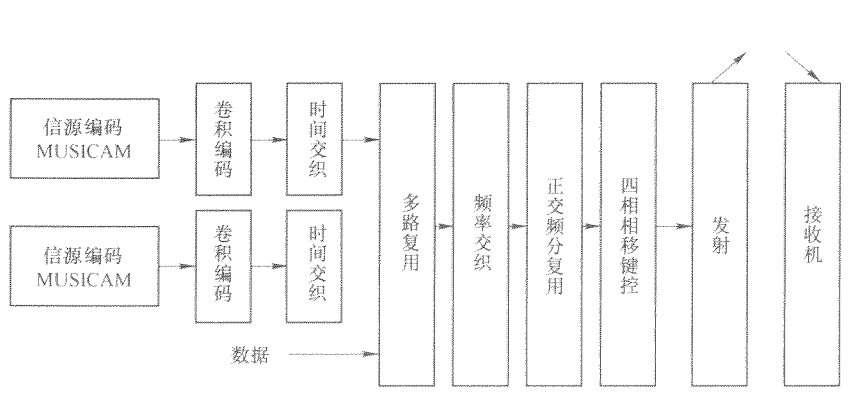 信源编码
MUSICAM
卷积编码
时间交织
信源编码
MUSICAM
卷积编码
时间交织
数据
多路复用
频率交织
正交频分复用
四相相移键控
发射
接收机